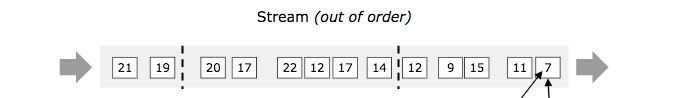 Stream (out of order)
21 19 20 17 22 12 17 14 12 9 15 11 7